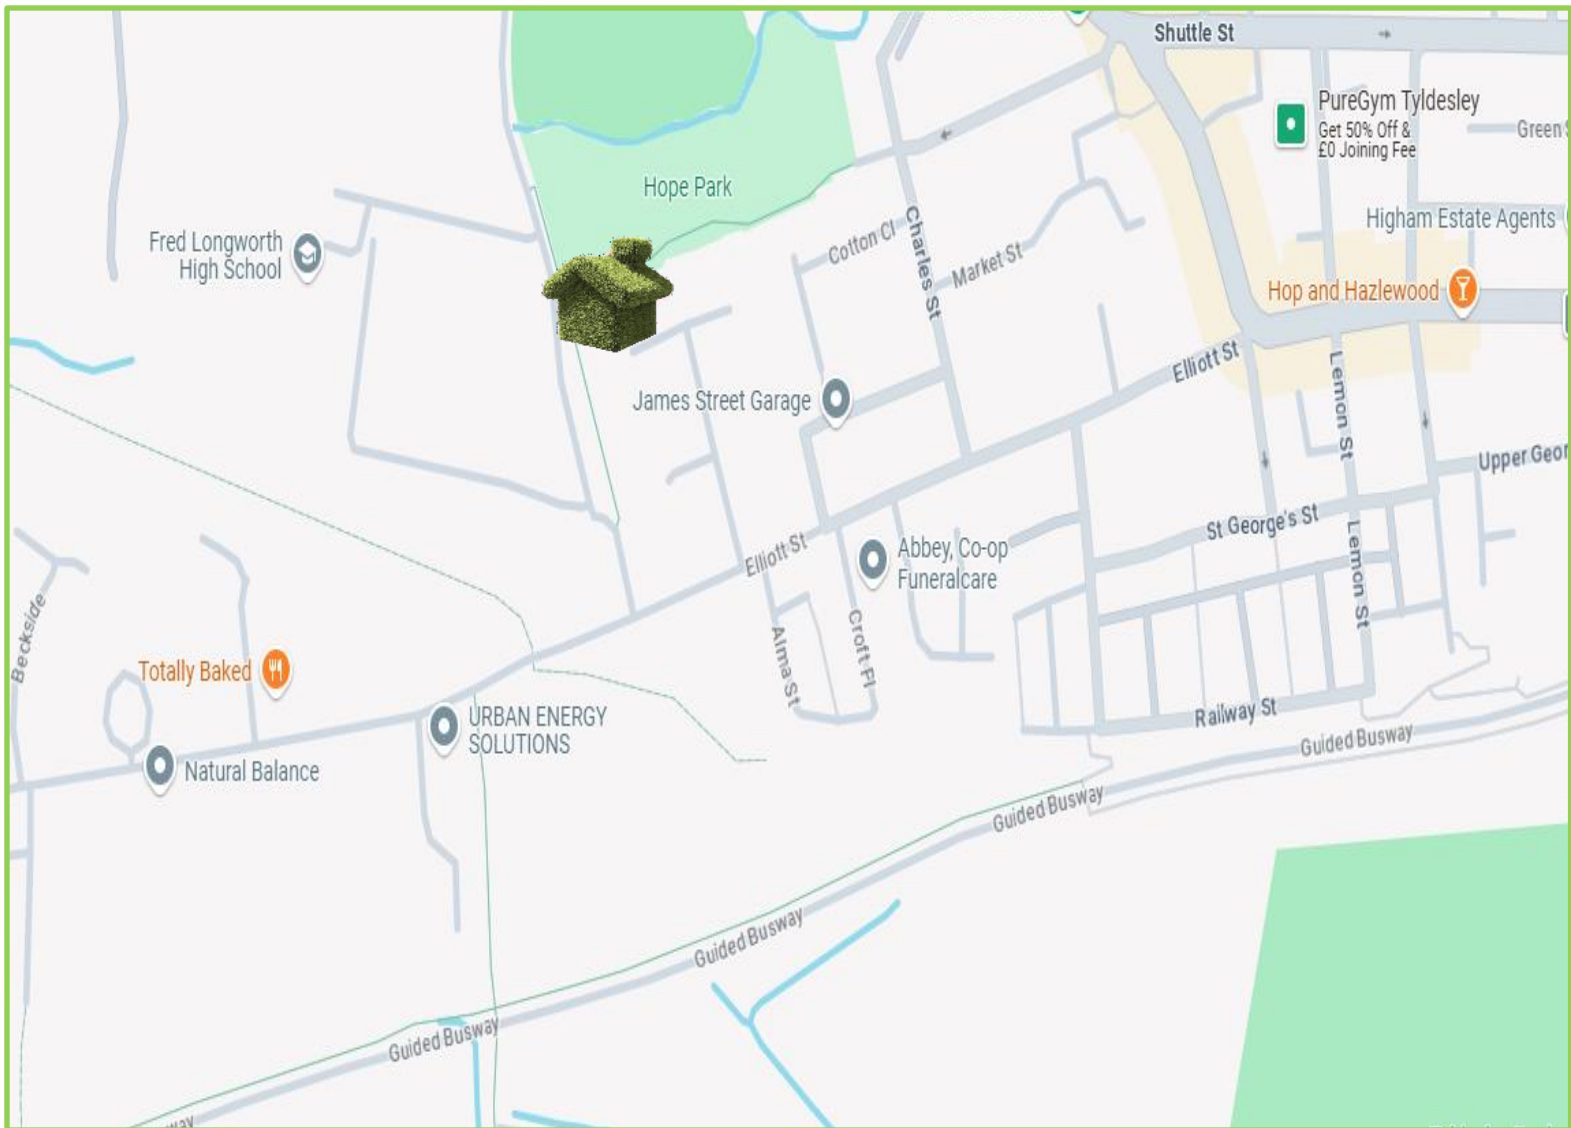 Shuttle St
PureGym Tyldesley
Get 50% Off &
£0 Joining Fee
Green
Hope Park
Higham Estate Agents
Fred Longworth
High School
Cotton Cl
Charles St
Market St
Hop and Hazlewood
Elliott St
Lemon St
James Street Garage
Upper Geor
St George's St
Elliott St
Abbey, Co-op
Funeralcare
Lemon St
Beckside
Alma St
Croft Pl
Totally Baked
URBAN ENERGY
SOLUTIONS
Railway St
Guided Busway
Natural Balance
Guided Busway
Guided Busway
Guided Busway
way